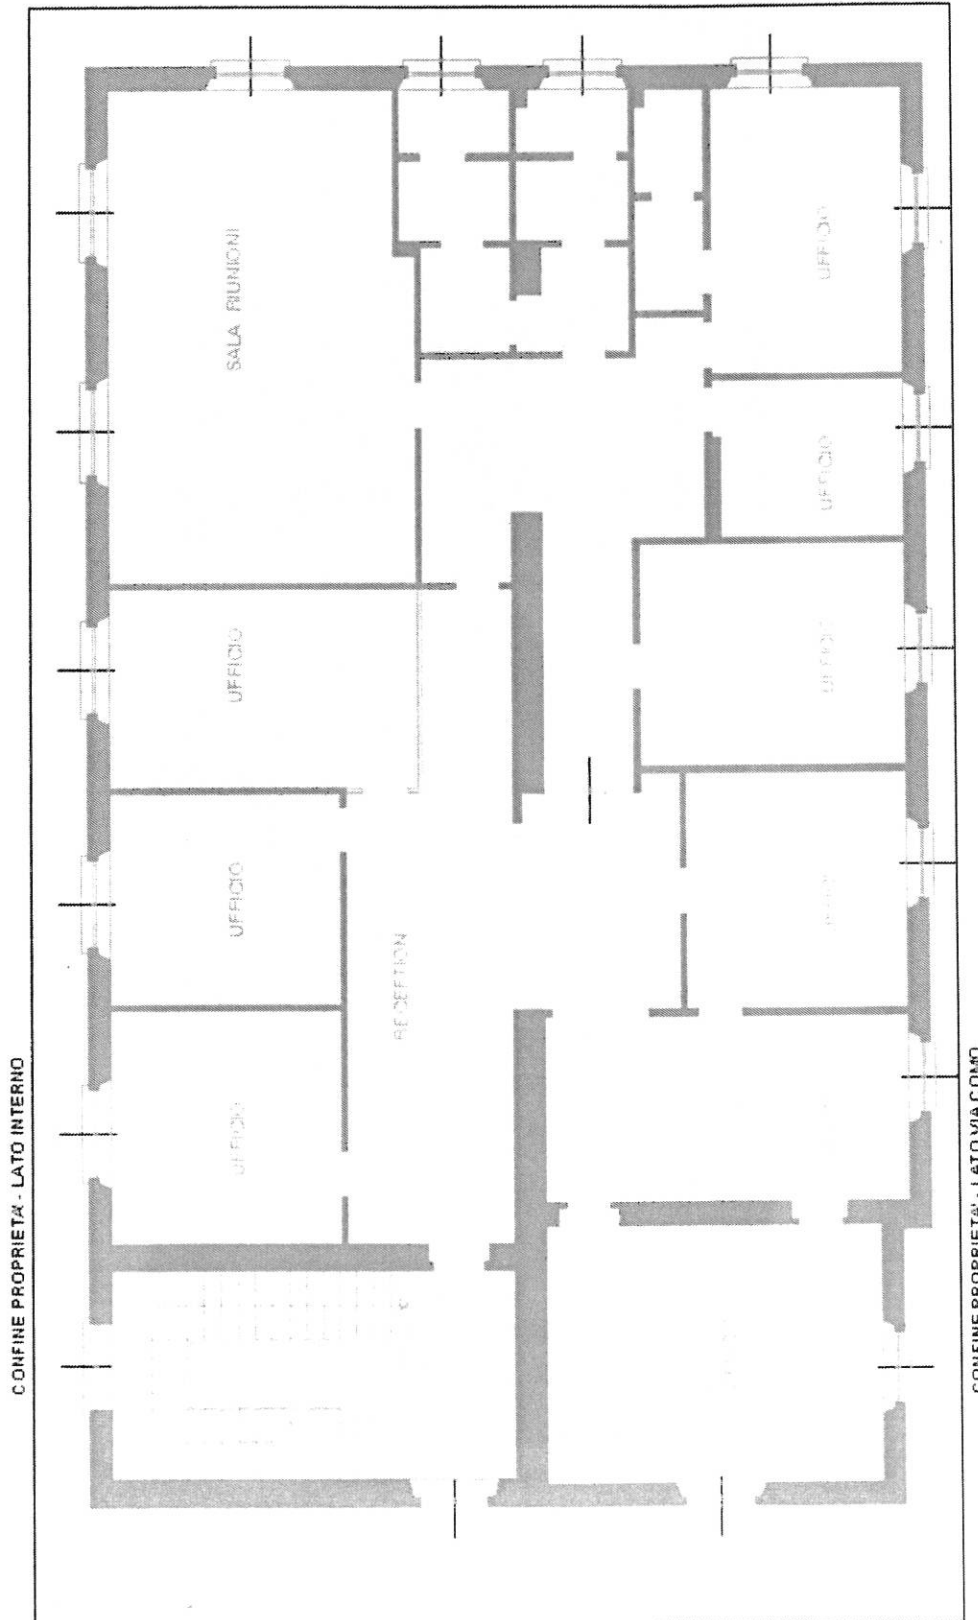 CONFINE PROPRIETA' - LATO INTERNO
SALA RIUNIONI
UFFICIO
UFFICIO
UFFICIO
RECEPTION
UFFICIO
UFFICIO
UFFICIO
CONFINE PROPRIETA' - LATO VIA COMO